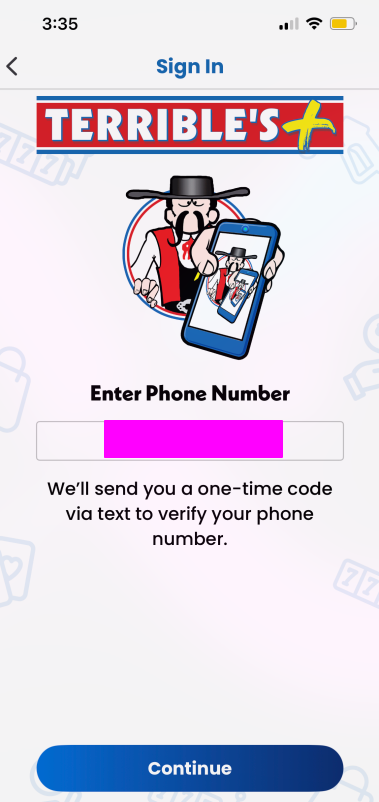 3:35
Sign In
TERRIBLE'S+
Enter Phone Number
We'll send you a one-time code
via text to verify your phone
number.
Continue